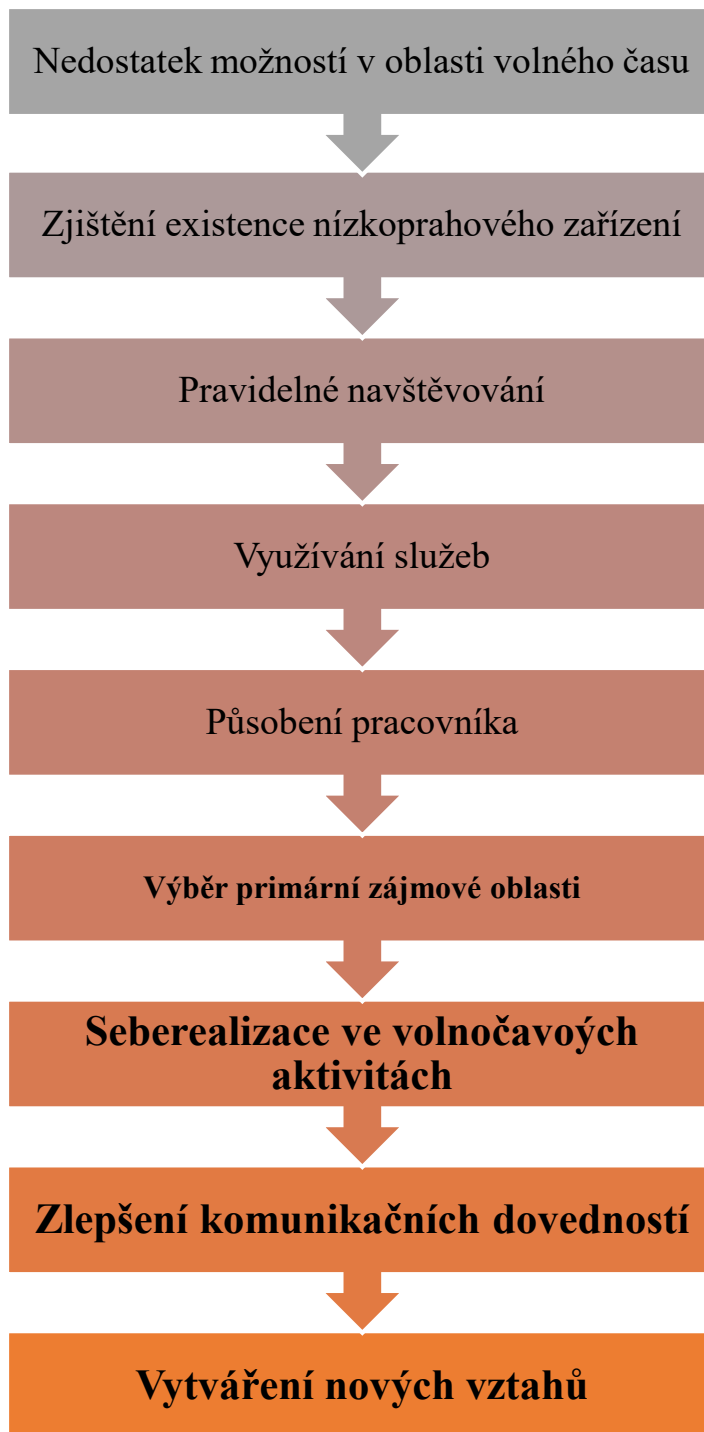 Nedostatek možností v oblasti volného času
Zjištění existence nízkoprahového zařízení
Pravidelné navštěvování
Využívání služeb
Působení pracovníka
Výběr primární zájmové oblasti
Seberealizace ve volnočavoých
aktivitách
Zlepšení komunikačních dovedností
Vytváření nových vztahů